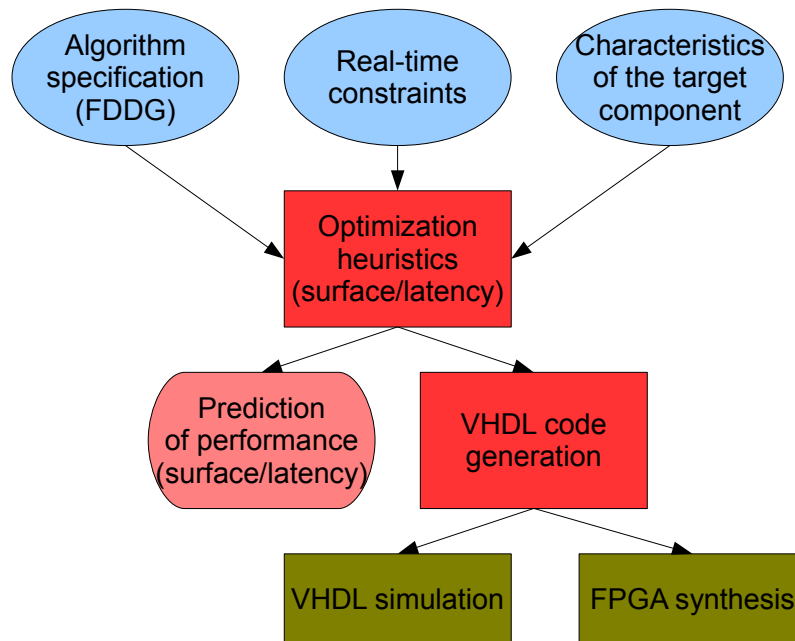 Algorithm
specification
(FDDG)
Real-time
constraints
Characteristics
of the target
component
Optimization
heuristics
(surface/latency)
Prediction
of performance
(surface/latency)
VHDL code
generation
VHDL simulation
FPGA synthesis